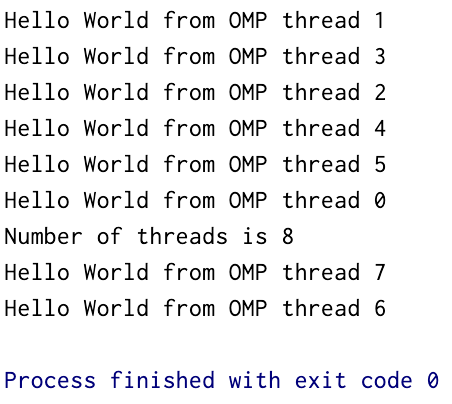 Hello World from OMP thread 1
Hello World from OMP thread 3
Hello World from OMP thread 2
Hello World from OMP thread 4
Hello World from OMP thread 5
Hello World from OMP thread 0
Number of threads is 8
Hello World from OMP thread 7
Hello World from OMP thread 6
Process finished with exit code 0